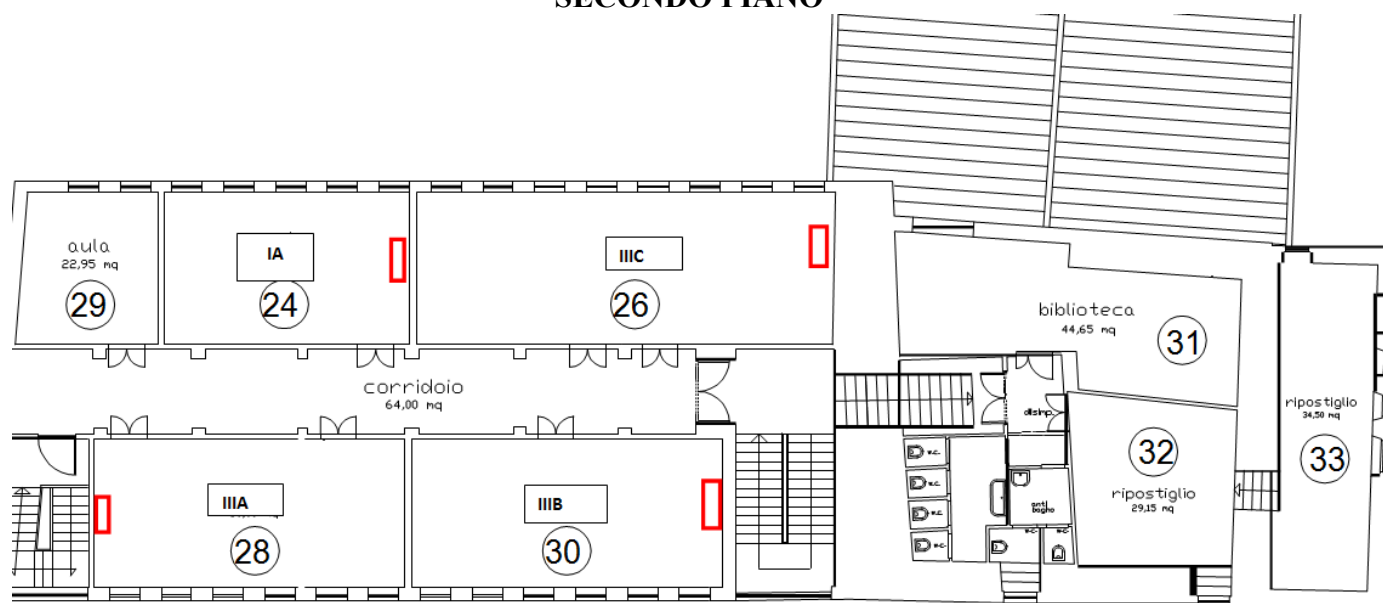 SECONDO PIANO
aula
22,95 mq
29
IA
24
IIIC
26
biblioteca
44,65 mq
31
corridoio
64,00 mq
disimp.
ripostiglio
34,50 mq
33
IIIA
28
IIIB
30
w.c.
w.c.
w.c.
w.c.
anti
bagno
w.c.
w.c.
32
ripostiglio
29,15 mq